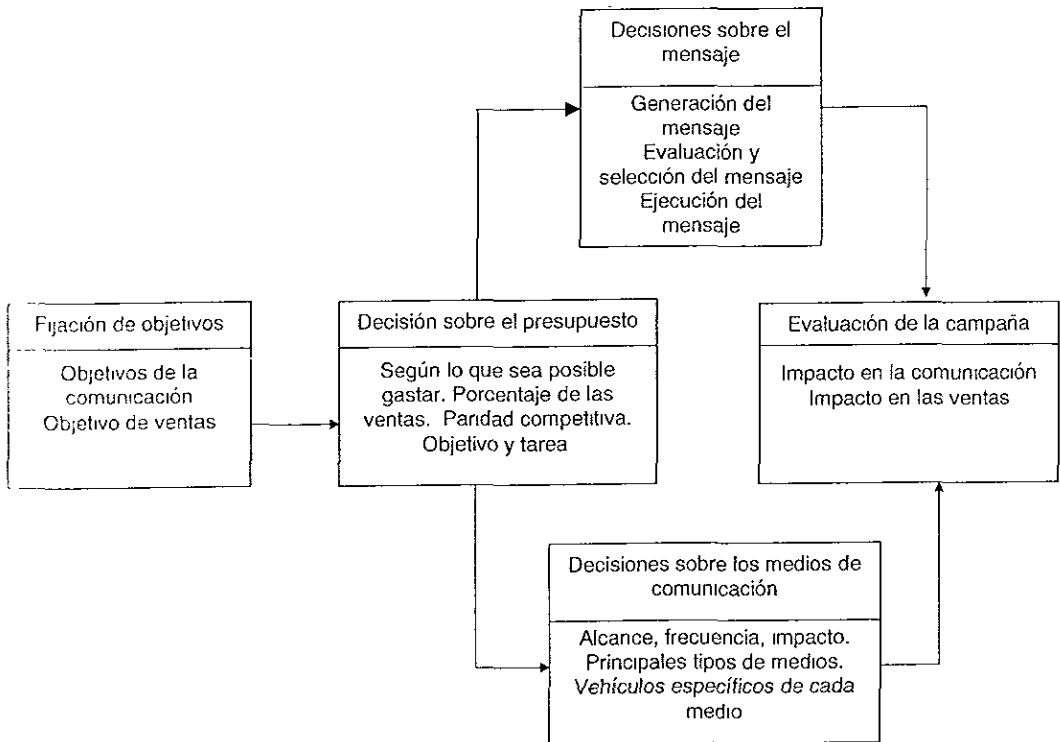 Decisiones sobre el
mensaje
Generación del
mensaje
Evaluación y
selección del mensaje
Ejecución del
mensaje
Fijación de objetivos
Objetivos de la
comunicación
Objetivo de ventas
Decisión sobre el presupuesto
Según lo que sea posible
gastar. Porcentaje de las
ventas. Paridad competitiva.
Objetivo y tarea
Evaluación de la campaña
Impacto en la comunicación
Impacto en las ventas
Decisiones sobre los medios de
comunicación
Alcance, frecuencia, impacto.
Principales tipos de medios.
Vehículos específicos de cada
medio